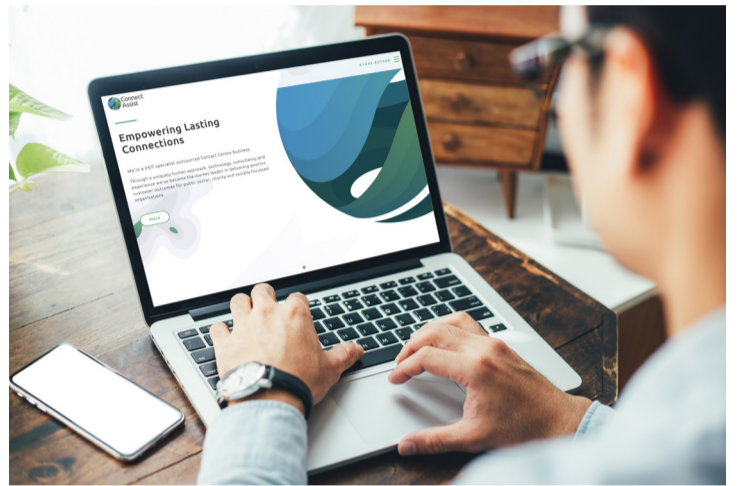 Connect
Assist
Empowering Lasting
Connections
We're a 24/7 specialist outsourced Contact Centre business.
Through a uniquely human approach, technology, consultancy and
experience we've become the market leader in delivering positive
customer outcomes for public sector, charity and socially-focused
organisations.
MORE